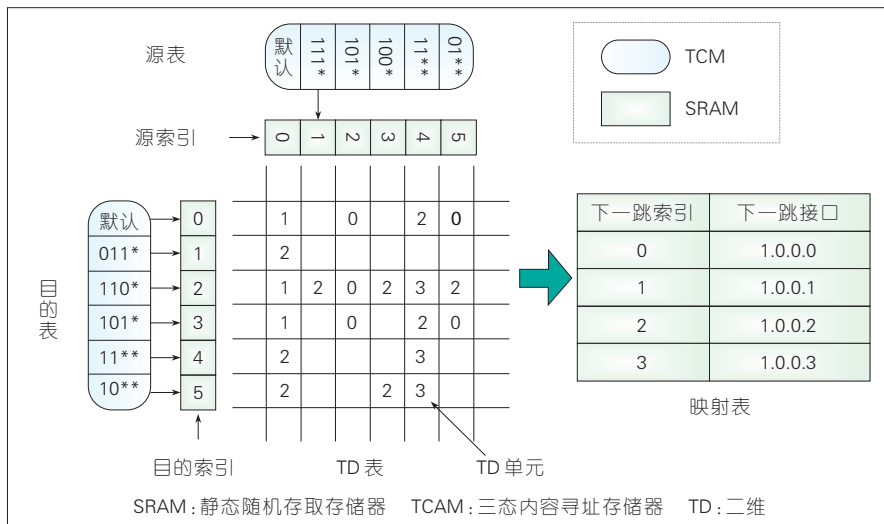 源表
默认 111* 101* 100* 11** 01**
TCM
SRAM
源索引
0 1 2 3 4 5
目的表
默认 0 1 0 2 0
011* 1 2
110* 2 1 2 0 2 3 2
101* 3 1 0 2 0
11** 4 2 3
10** 5 2 2 3
下一跳索引 下一跳接口
0 1.0.0.0
1 1.0.0.1
2 1.0.0.2
3 1.0.0.3
映射表
目的索引 TD 表 TD 单元
SRAM:静态随机存取存储器 TCAM:三态内容寻址存储器 TD:二维